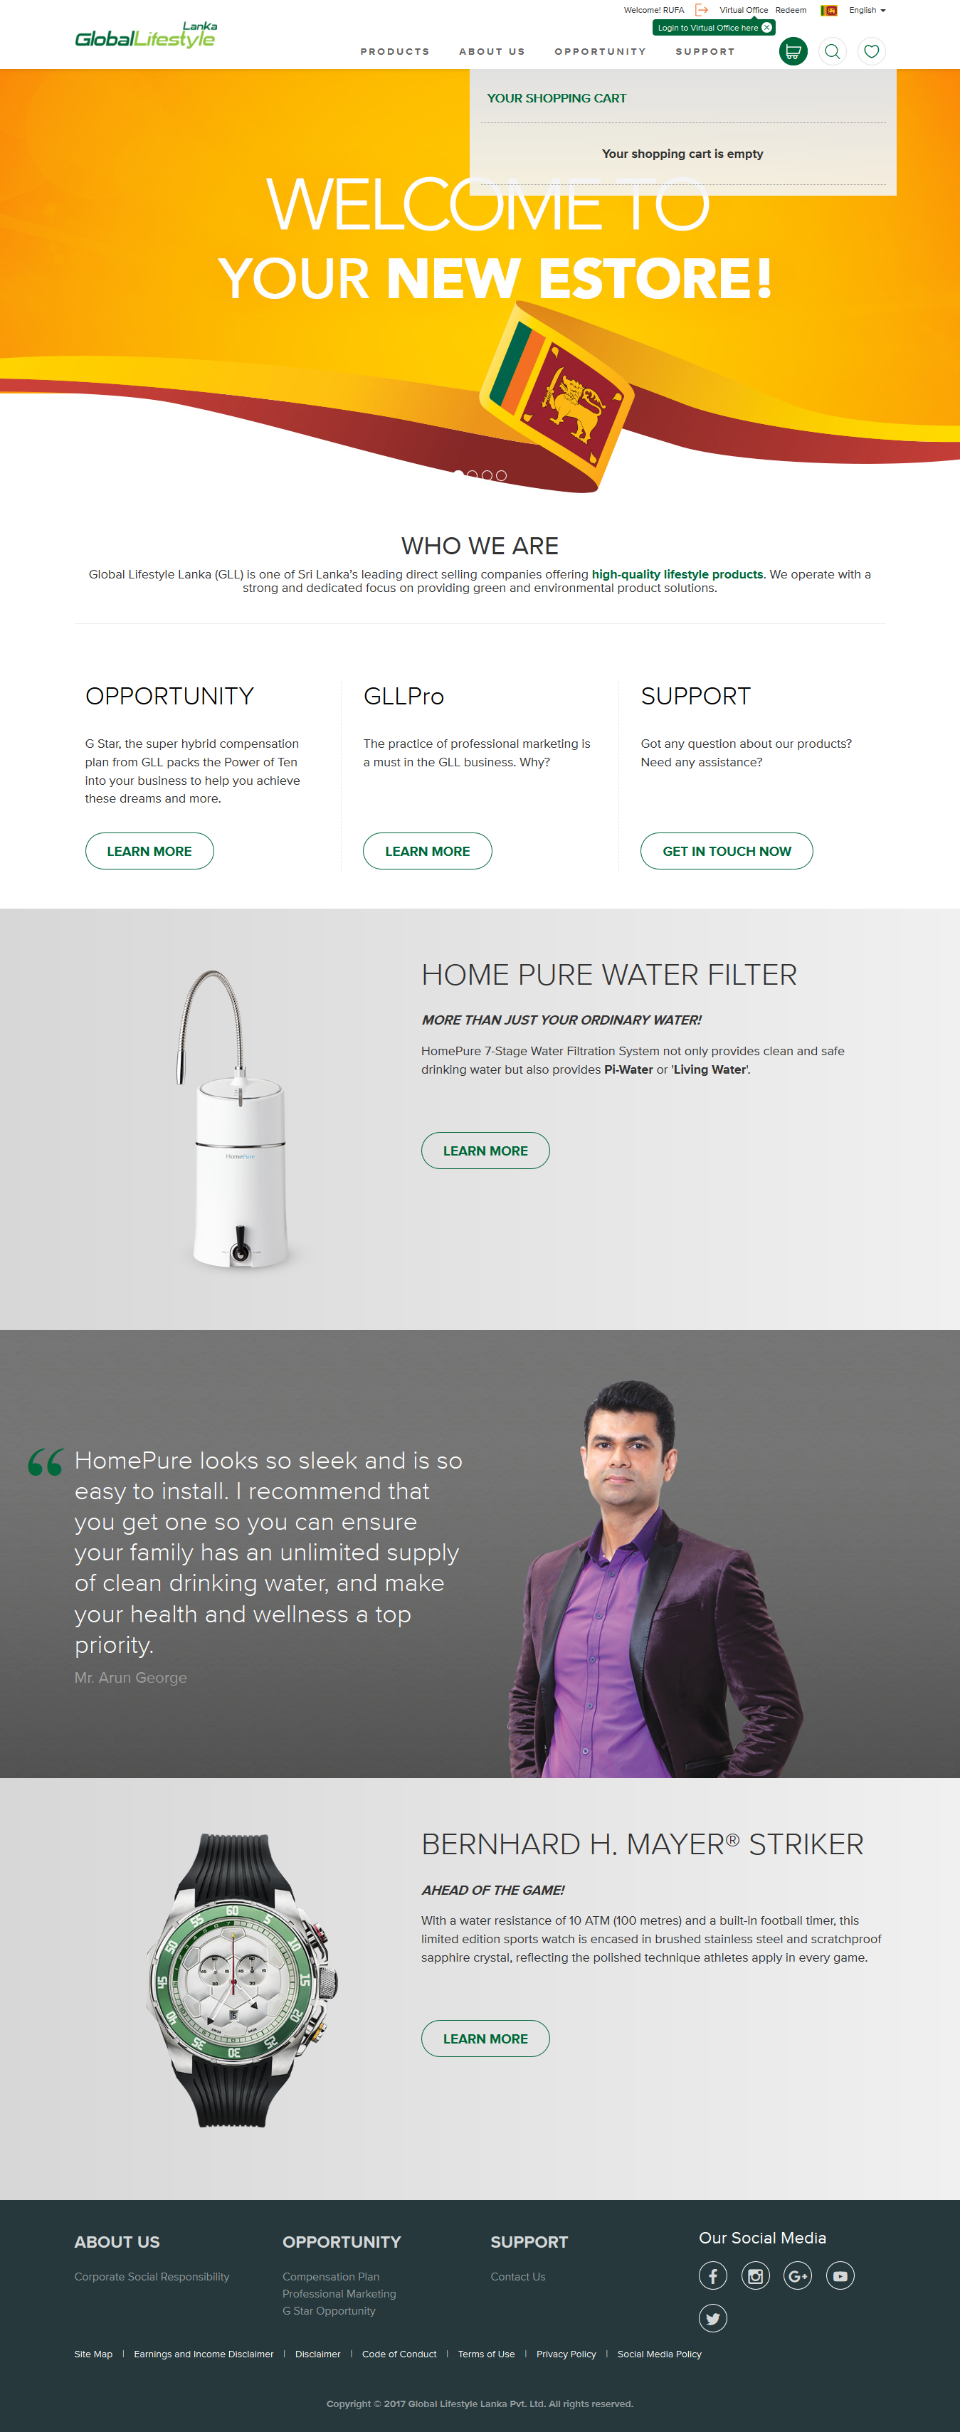 Welcome! RUFA
Virtual Office
Redeem
English
Lanka
GlobalLifestyle
Login to Virtual Office here
PRODUCTS
ABOUT US
OPPORTUNITY
SUPPORT
YOUR SHOPPING CART
Your shopping cart is empty
WELCOME TO
YOUR NEW ESTORE!
WHO WE ARE
Global Lifestyle Lanka (GLL) is one of Sri Lanka's leading direct selling companies offering high-quality lifestyle products. We operate with a
strong and dedicated focus on providing green and environmental product solutions.
OPPORTUNITY
G Star, the super hybrid compensation
plan from GLL packs the Power of Ten
into your business to help you achieve
these dreams and more.
LEARN MORE
GLLPro
The practice of professional marketing is
a must in the GLL business. Why?
LEARN MORE
SUPPORT
Got any question about our products?
Need any assistance?
GET IN TOUCH NOW
HomePure
HOME PURE WATER FILTER
MORE THAN JUST YOUR ORDINARY WATER!
HomePure 7-Stage Water Filtration System not only provides clean and safe
drinking water but also provides Pi-Water or 'Living Water'.
LEARN MORE
“ HomePure looks so sleek and is so
easy to install. I recommend that
you get one so you can ensure
your family has an unlimited supply
of clean drinking water, and make
your health and wellness a top
priority.
Mr. Arun George
60
5
10
15
20
25
30
35
40
45
50
55
BERNHARD H. MAYER® STRIKER
AHEAD OF THE GAME!
With a water resistance of 10 ATM (100 metres) and a built-in football timer, this
limited edition sports watch is encased in brushed stainless steel and scratchproof
sapphire crystal, reflecting the polished technique athletes apply in every game.
LEARN MORE
ABOUT US
Corporate Social Responsibility
OPPORTUNITY
Compensation Plan
Professional Marketing
G Star Opportunity
SUPPORT
Contact Us
Our Social Media
Site Map | Earnings and Income Disclaimer | Disclaimer | Code of Conduct | Terms of Use | Privacy Policy | Social Media Policy
Copyright © 2017 Global Lifestyle Lanka Pvt. Ltd. All rights reserved.